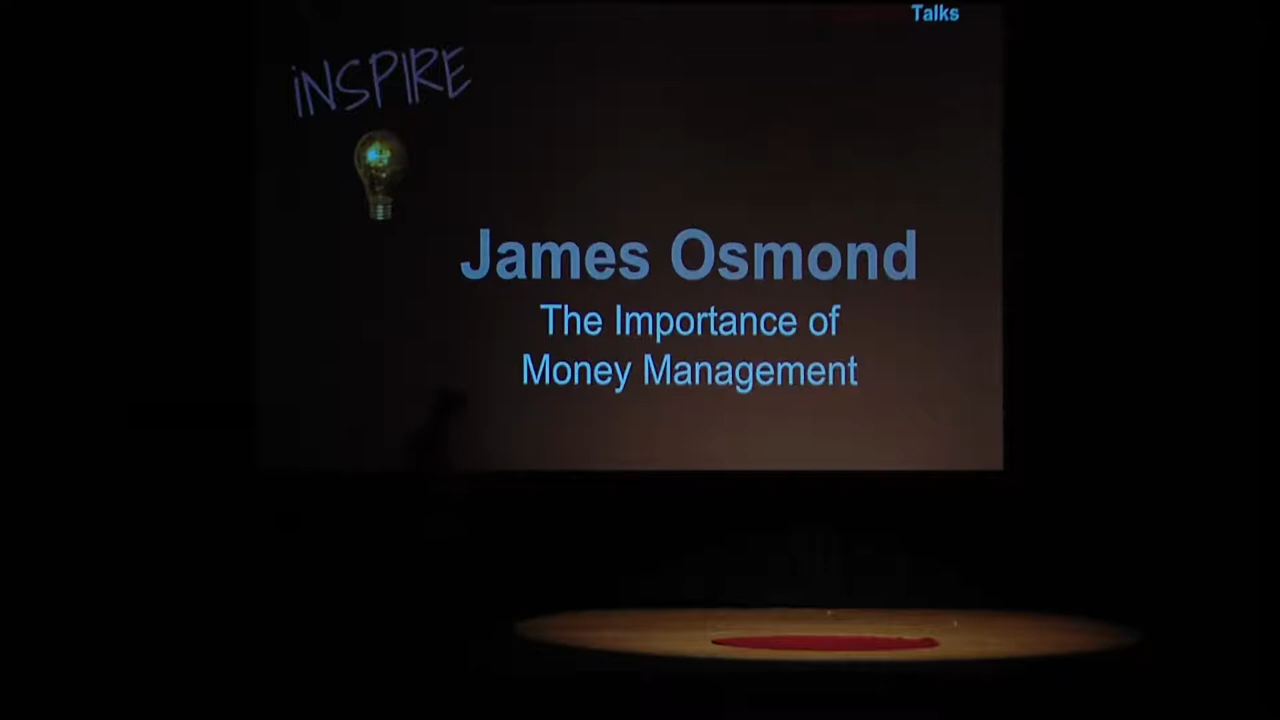 Talks
iNSPIRE
James Osmond
The Importance of
Money Management